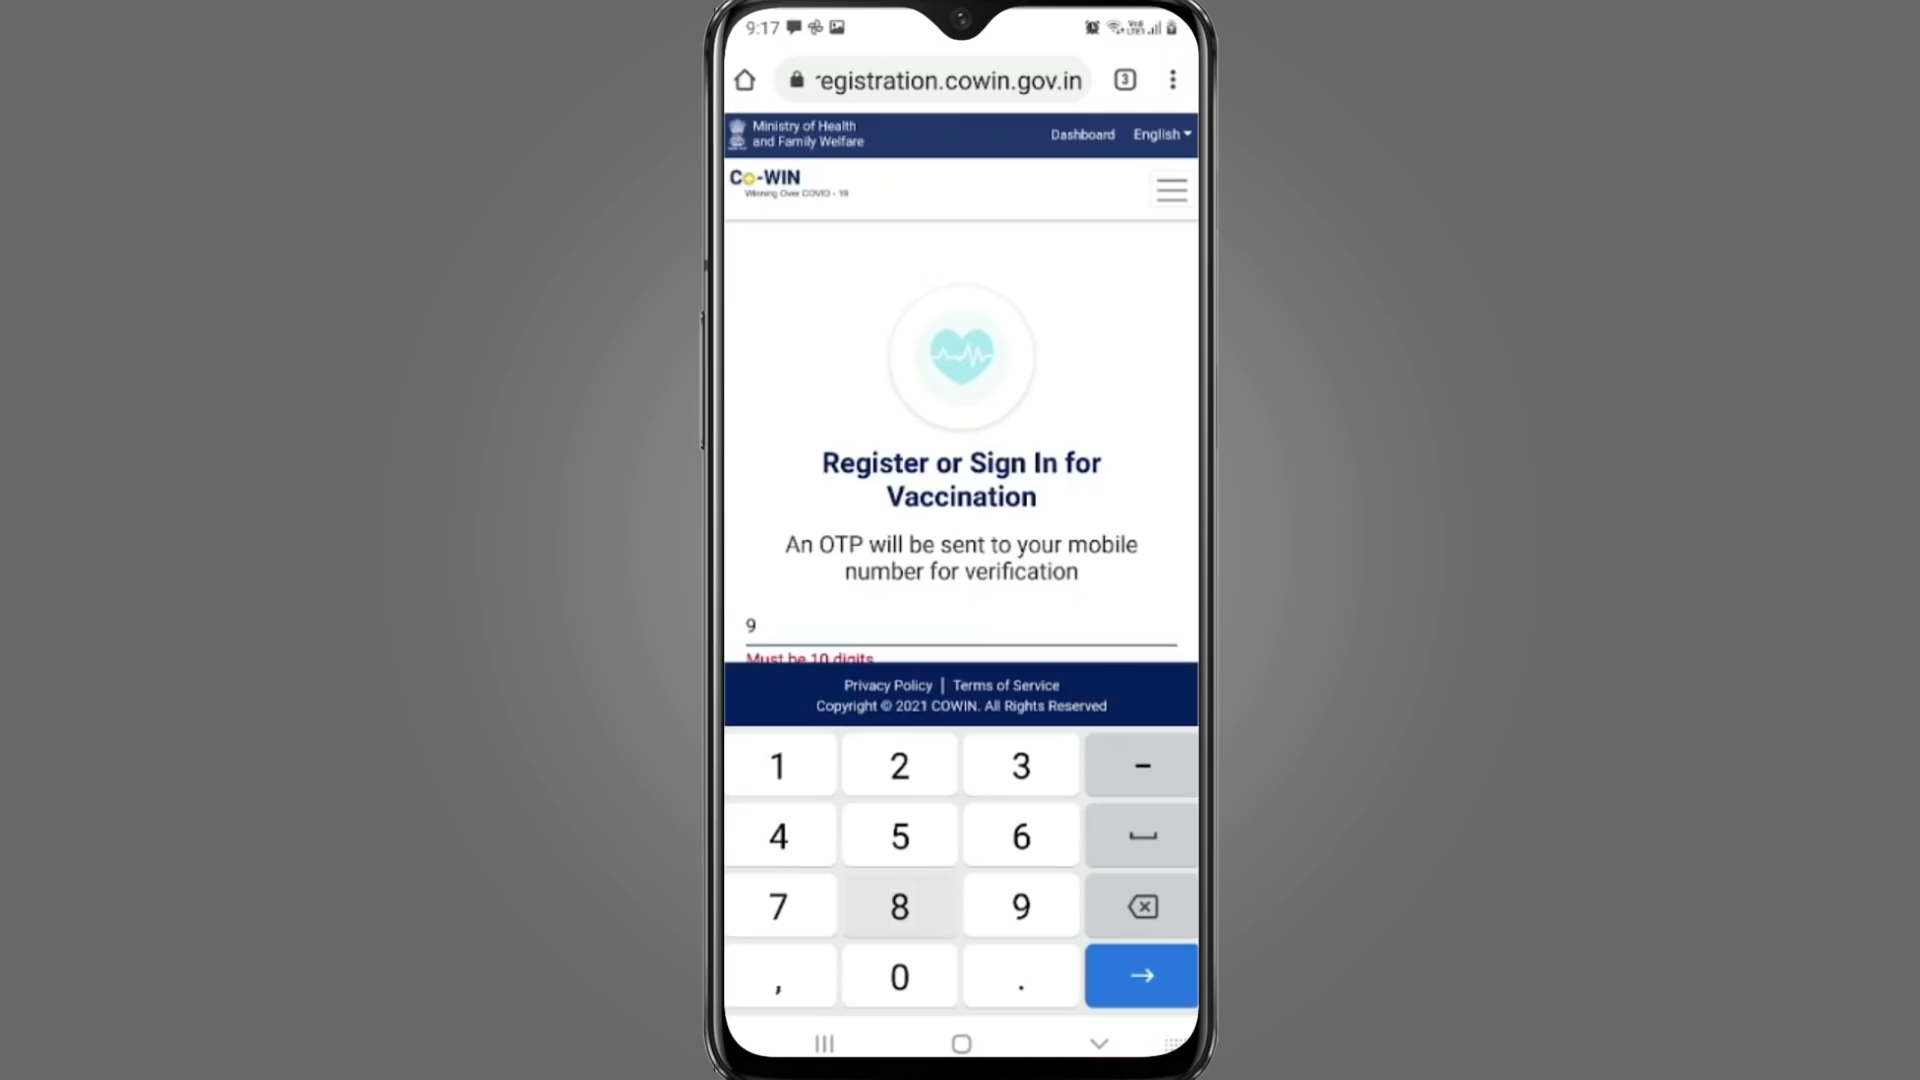 9:17
registration.cowin.gov.in
3
Ministry of Health
and Family Welfare
Dashboard
English
Co-WIN
Winning Over COVID - 19
Register or Sign In for
Vaccination
An OTP will be sent to your mobile
number for verification
9
Must be 10 digits
Privacy Policy | Terms of Service
Copyright © 2021 COWIN. All Rights Reserved
1 2 3 -
4 5 6
7 8 9
, 0 .